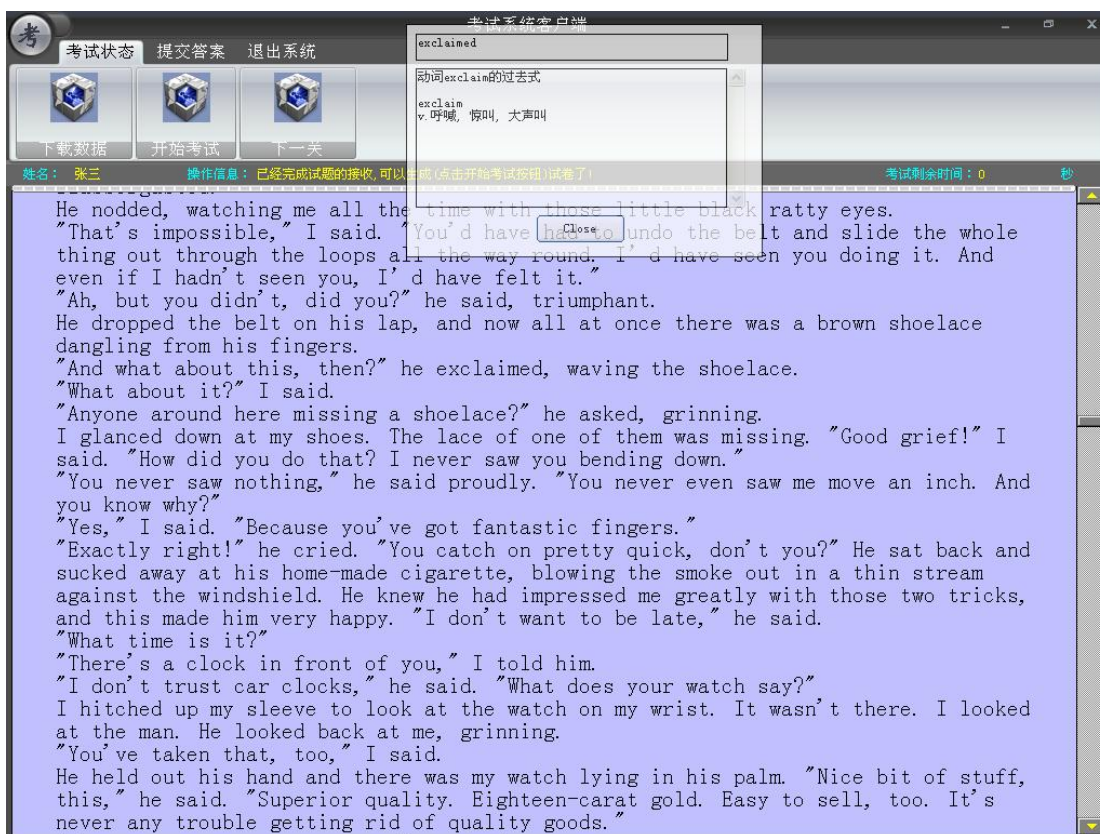 考试系统客户端
考
考试状态 提交答案 退出系统
exclaimed
动词exclaim的过去式
exclaim
v.呼喊, 惊叫, 大声叫
Close
下载数据 开始考试 下一关
姓名: 张三 操作信息: 已经完成试题的接收,可以生成(点击开始考试按钮)试卷了! 考试剩余时间:0 秒
He nodded, watching me all the time with those little black ratty eyes.
"That's impossible," I said. "You'd have had to undo the belt and slide the whole
thing out through the loops all the way round. I'd have seen you doing it. And
even if I hadn't seen you, I'd have felt it."
"Ah, but you didn't, did you?" he said, triumphant.
He dropped the belt on his lap, and now all at once there was a brown shoelace
dangling from his fingers.
"And what about this, then?" he exclaimed, waving the shoelace.
"What about it?" I said.
"Anyone around here missing a shoelace?" he asked, grinning.
I glanced down at my shoes. The lace of one of them was missing. "Good grief!" I
said. "How did you do that? I never saw you bending down."
"You never saw nothing," he said proudly. "You never even saw me move an inch. And
you know why?"
"Yes," I said. "Because you've got fantastic fingers."
"Exactly right!" he cried. "You catch on pretty quick, don't you?" He sat back and
sucked away at his home-made cigarette, blowing the smoke out in a thin stream
against the windshield. He knew he had impressed me greatly with those two tricks,
and this made him very happy. "I don't want to be late," he said.
"What time is it?"
"There's a clock in front of you," I told him.
"I don't trust car clocks," he said. "What does your watch say?"
I hitched up my sleeve to look at the watch on my wrist. It wasn't there. I looked
at the man. He looked back at me, grinning.
"You've taken that, too," I said.
He held out his hand and there was my watch lying in his palm. "Nice bit of stuff,
this," he said. "Superior quality. Eighteen-carat gold. Easy to sell, too. It's
never any trouble getting rid of quality goods."